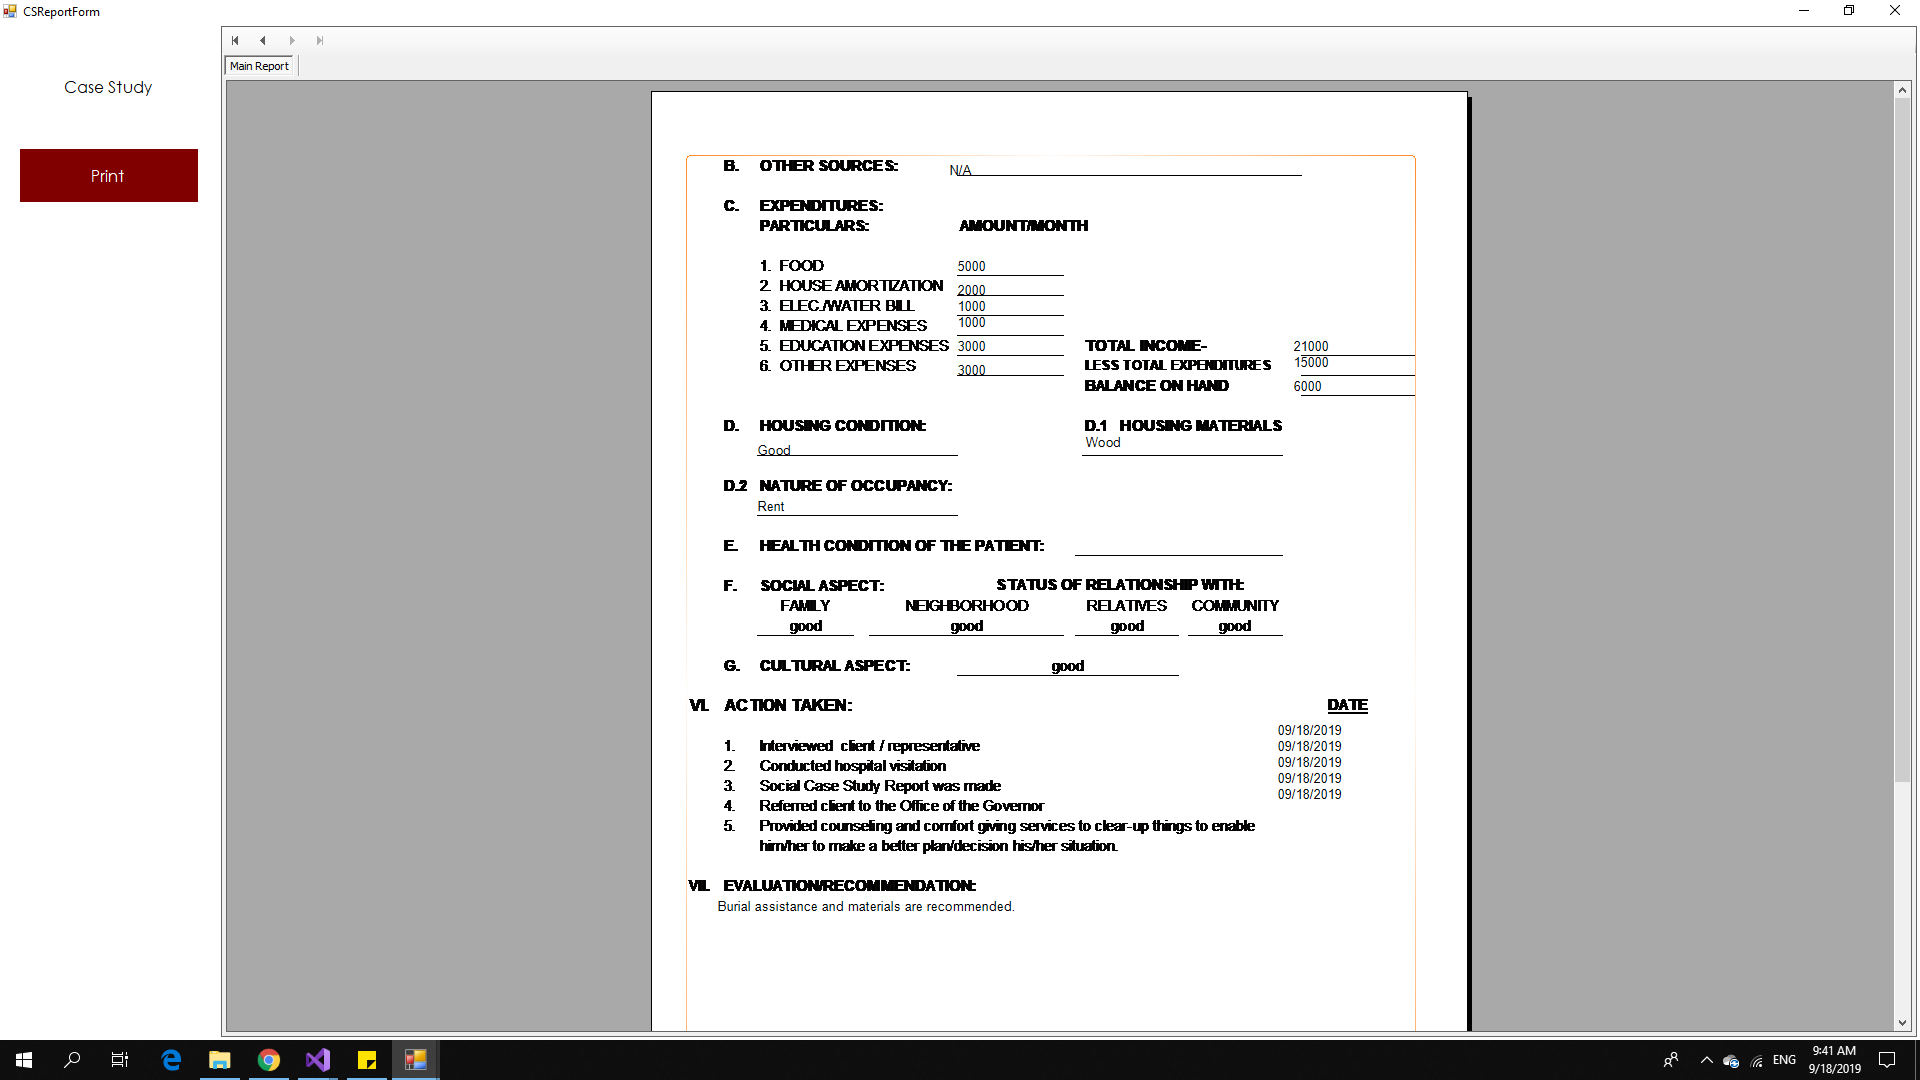 CSReportForm
Main Report
Case Study
Print
B. OTHER SOURCES: N/A
C. EXPENDITURES:
PARTICULARS: AMOUNT/MONTH
1. FOOD 5000
2. HOUSE AMORTIZATION 2000
3. ELEC./WATER BILL 1000
4. MEDICAL EXPENSES 1000
5. EDUCATION EXPENSES 3000 TOTAL INCOME- 21000
6. OTHER EXPENSES 3000 LESS TOTAL EXPENDITURES 15000
BALANCE ON HAND 6000
D. HOUSING CONDITION: D.1 HOUSING MATERIALS
Good Wood
D.2 NATURE OF OCCUPANCY:
Rent
E. HEALTH CONDITION OF THE PATIENT:
F. SOCIAL ASPECT: STATUS OF RELATIONSHIP WITH:
FAMILY NEIGHBORHOOD RELATIVES COMMUNITY
good good good good
G. CULTURAL ASPECT: good
VI. ACTION TAKEN: DATE
09/18/2019
1. Interviewed client / representative 09/18/2019
2. Conducted hospital visitation 09/18/2019
3. Social Case Study Report was made 09/18/2019
4. Referred client to the Office of the Governor 09/18/2019
5. Provided counseling and comfort giving services to clear-up things to enable
him/her to make a better plan/decision his/her situation.
VII. EVALUATION/RECOMMENDATION:
Burial assistance and materials are recommended.
ENG
9:41 AM
9/18/2019